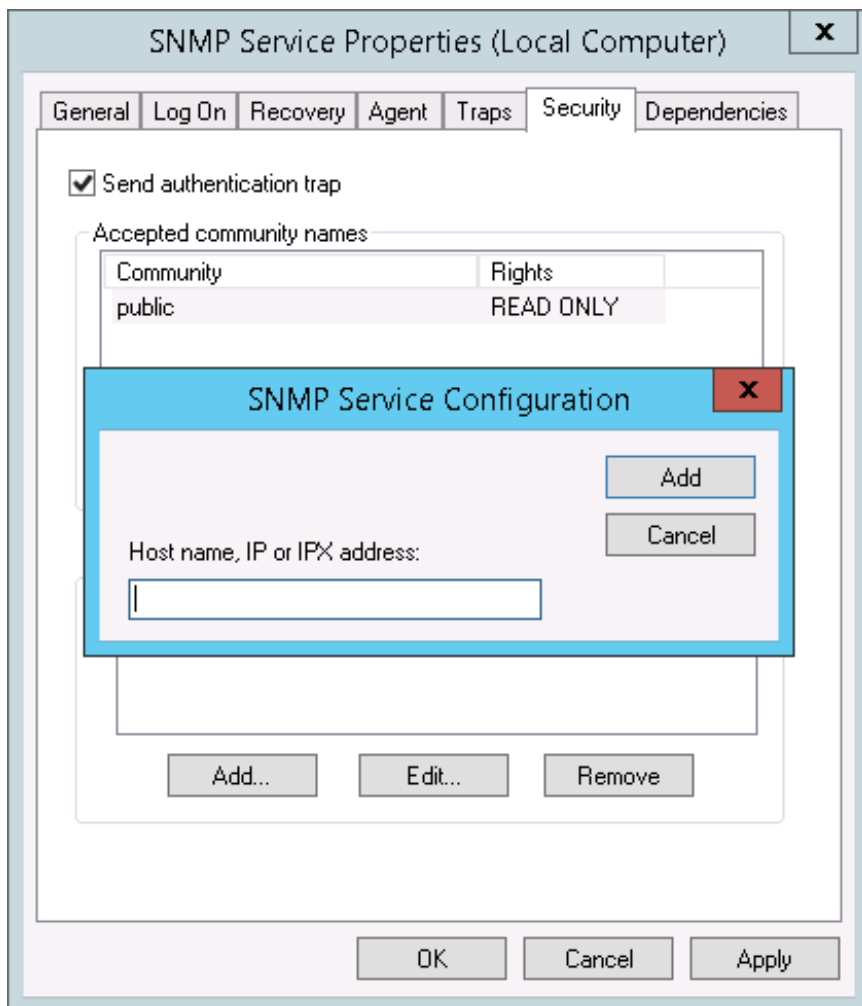 SNMP Service Properties (Local Computer)
x
General Log On Recovery Agent Traps Security Dependencies
Send authentication trap
Accepted community names
Community Rights
public READ ONLY
SNMP Service Configuration
x
Add
Cancel
Host name, IP or IPX address:
Add... Edit... Remove
OK Cancel Apply